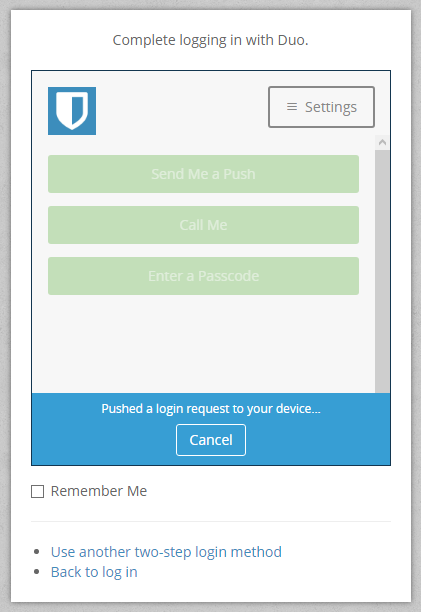 Complete logging in with Duo.
Settings
Send Me a Push
Call Me
Enter a Passcode
Pushed a login request to your device...
Cancel
Remember Me
Use another two-step login method
Back to log in